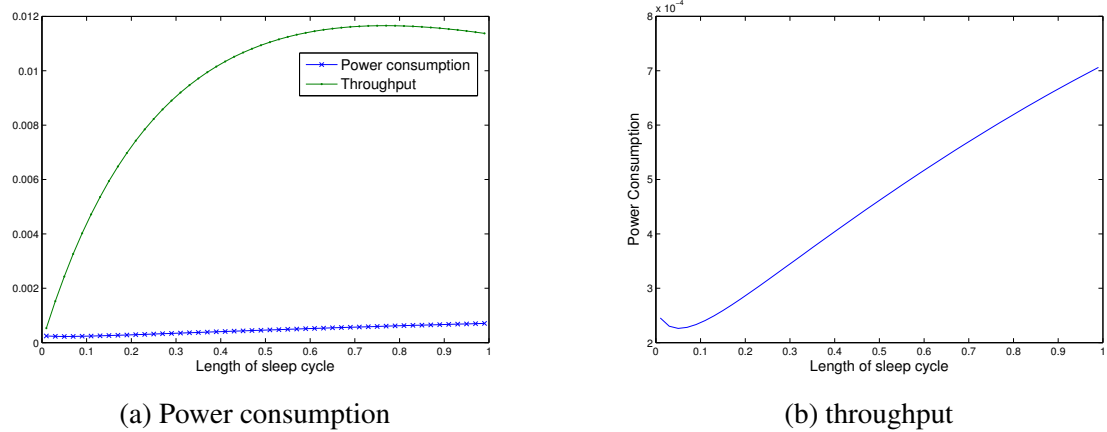 0.012
0.01
0.008
0.006
0.004
0.002
0
0 0.1 0.2 0.3 0.4 0.5 0.6 0.7 0.8 0.9 1
Length of sleep cycle
Power consumption
Throughput
(a) Power consumption
x 10^-4
8
7
6
5
4
3
2
Power Consumption
0 0.1 0.2 0.3 0.4 0.5 0.6 0.7 0.8 0.9 1
Length of sleep cycle
(b) throughput